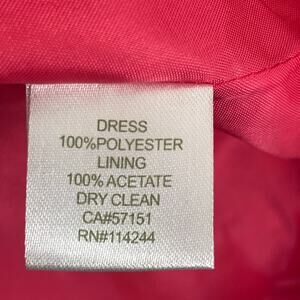 DRESS
100%POLYESTER
LINING
100% ACETATE
DRY CLEAN
CA#57151
RN#114244